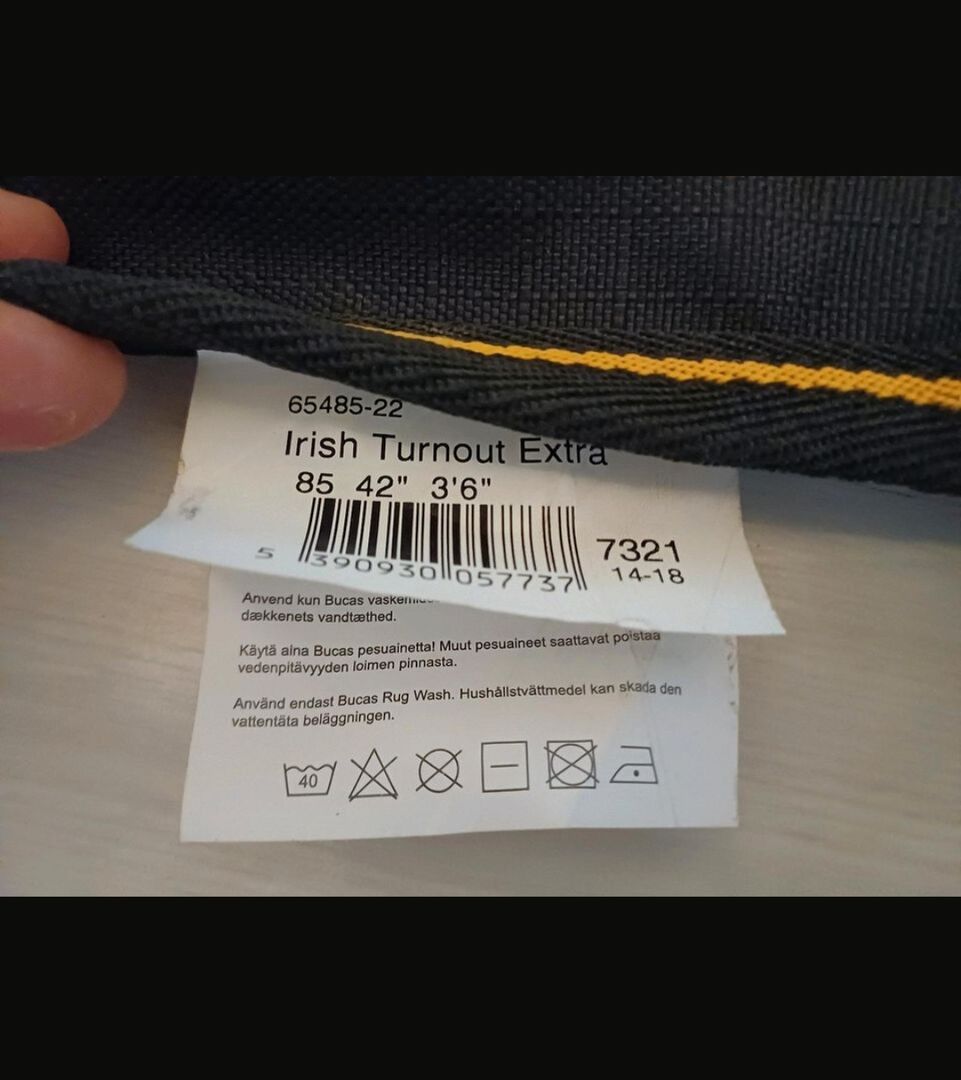 65485-22
Irish Turnout Extra
85 42" 3'6"
5 390930 057737
7321
14-18
Anvend kun Bucas
dækkenets vandtæthed.
Käytä aina Bucas pesuainetta! Muut pesuaineet saattavat poistaa
vedenpitävyyden loimen pinnasta.
Använd endast Bucas Rug Wash. Hushållstvättmedel kan skada den
vattentäta beläggningen.
40